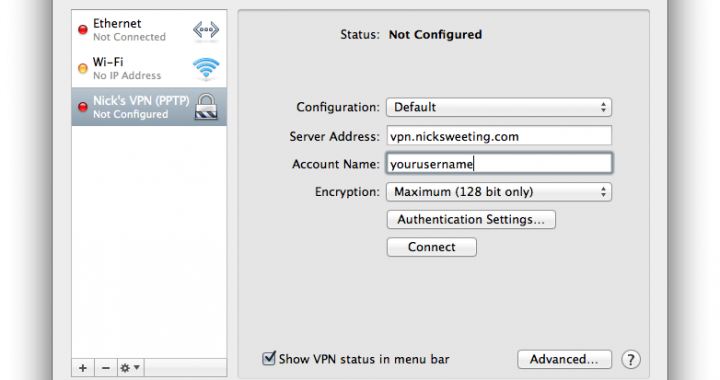 Ethernet
Not Connected
Wi-Fi
No IP Address
Nick's VPN (PPTP)
Not Configured
Status: Not Configured
Configuration: Default
Server Address: vpn.nicksweeting.com
Account Name: yourusername
Encryption: Maximum (128 bit only)
Authentication Settings...
Connect
Show VPN status in menu bar
Advanced...
?